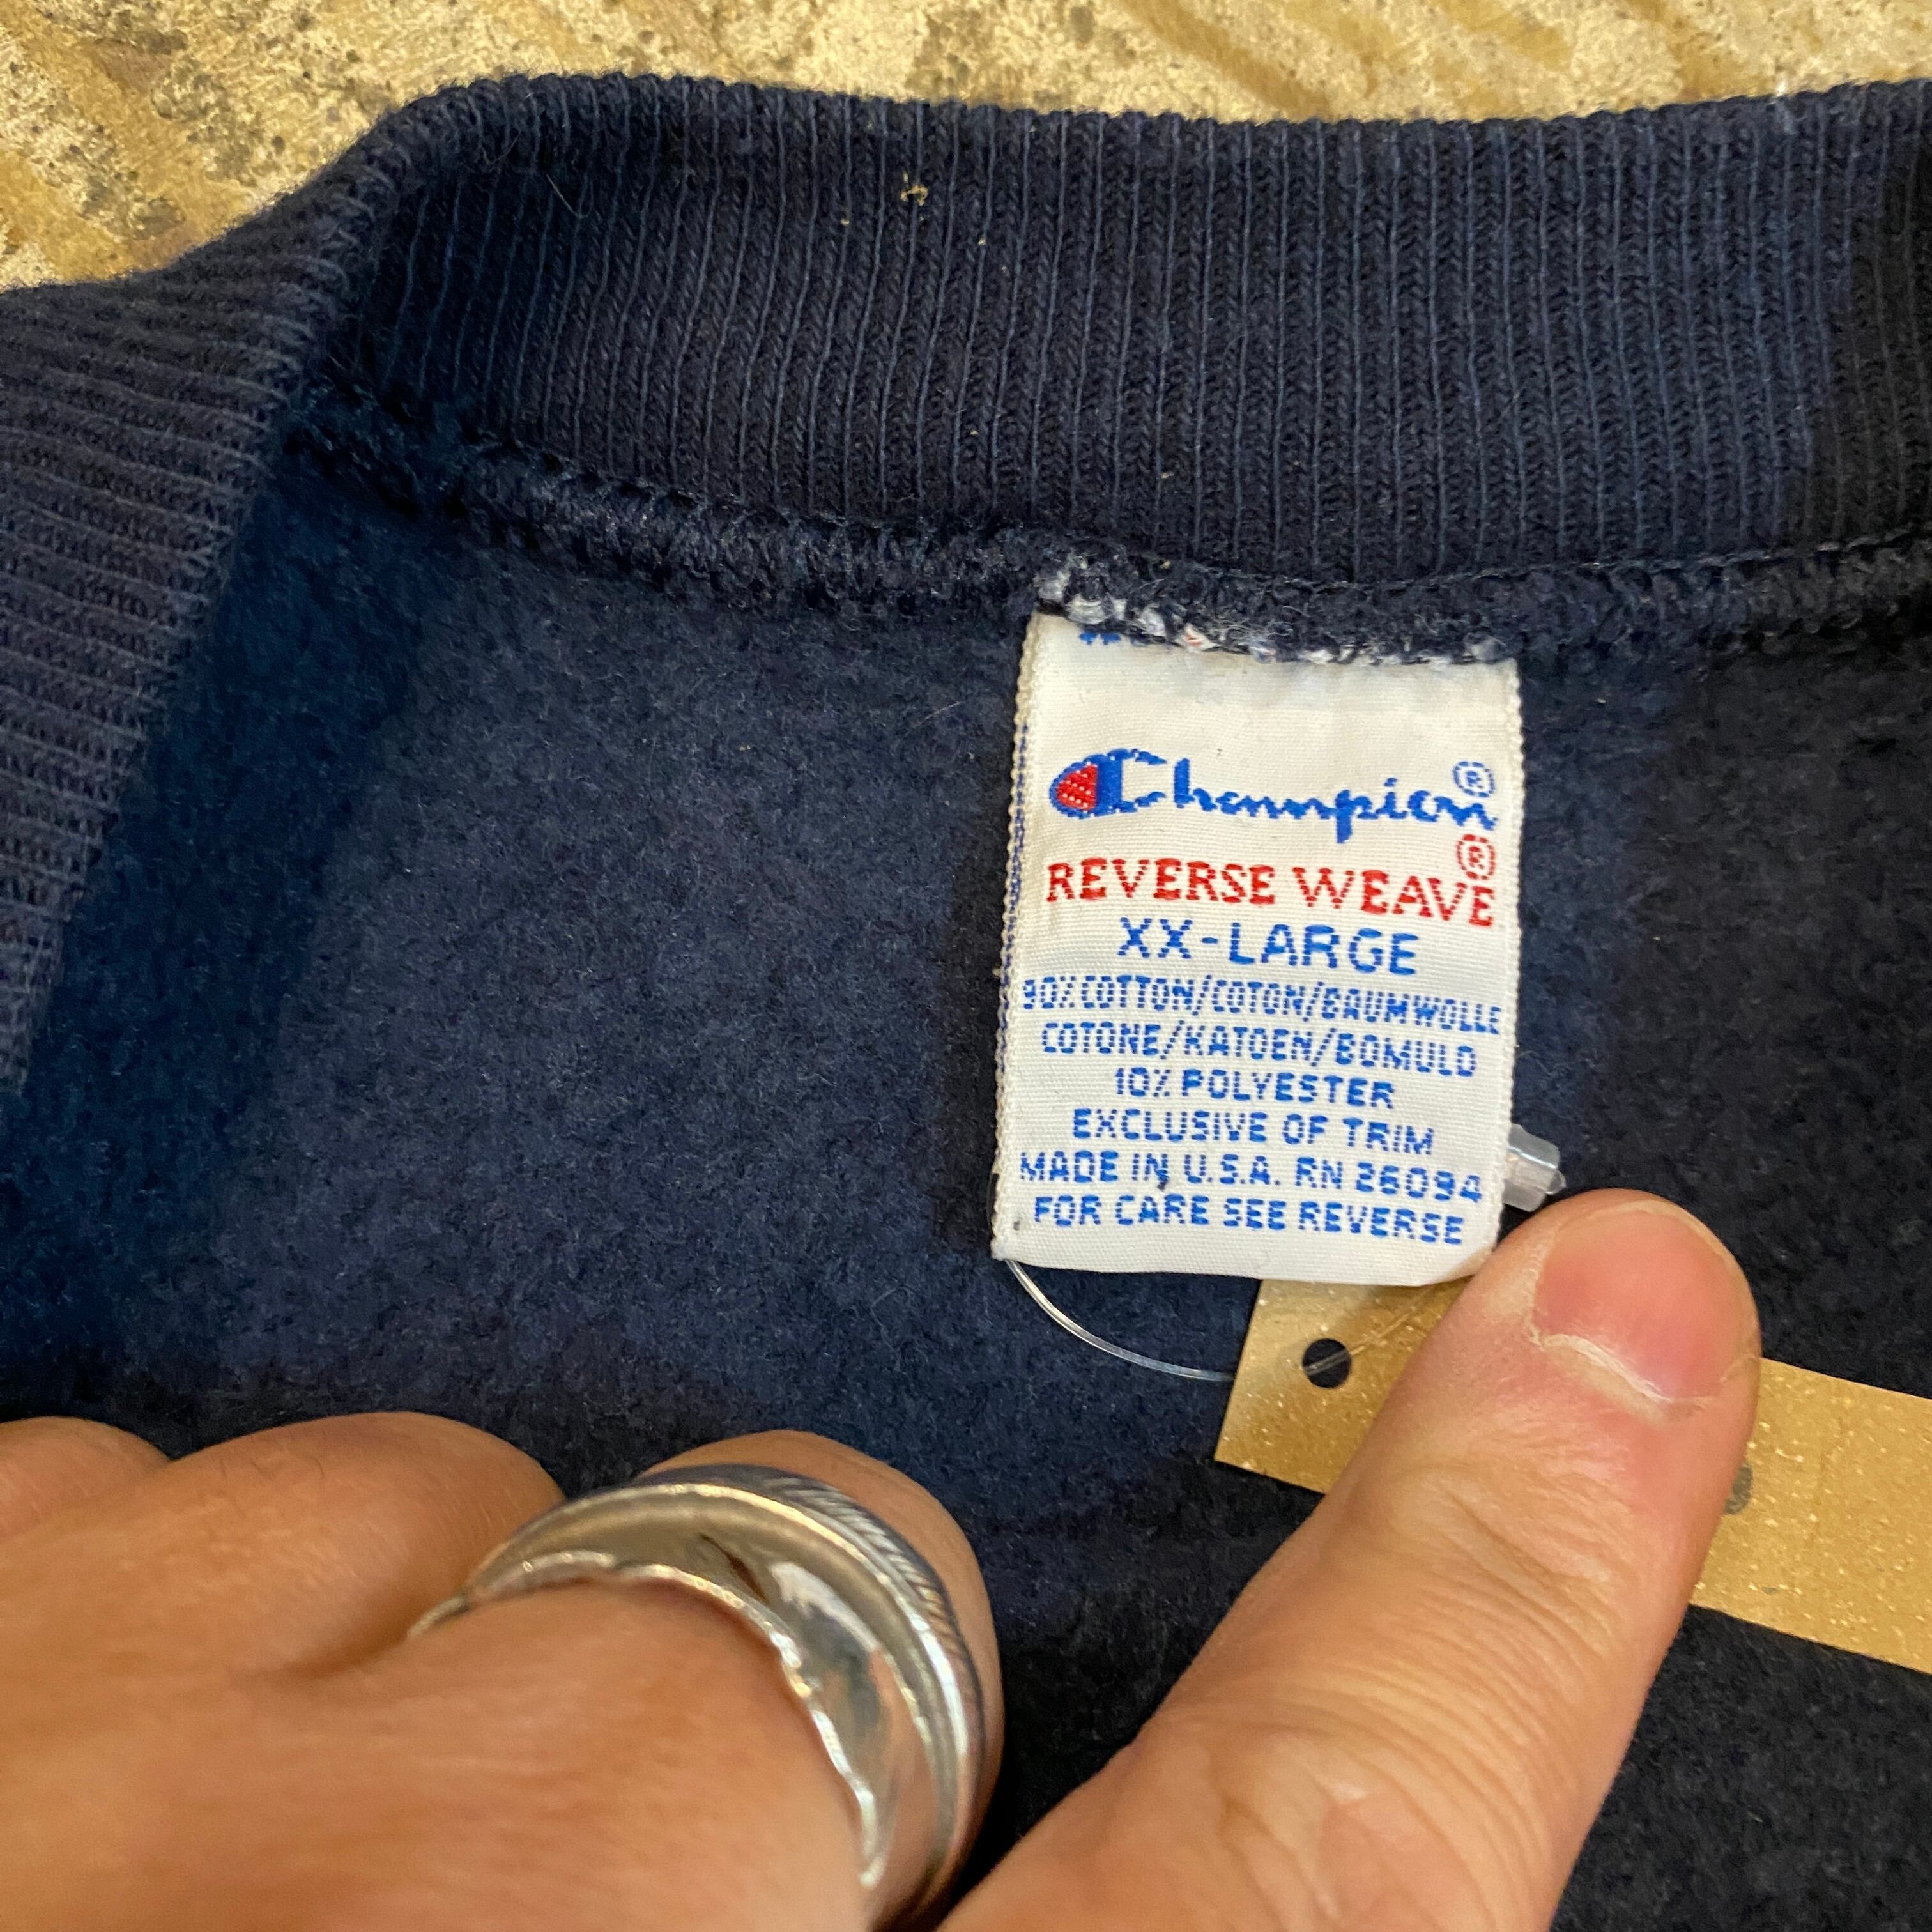 Champion®
REVERSE WEAVE®
XX-LARGE
90% COTTON/COTON/BAUMWOLLE
COTONE/KATOEN/BOMULD
10% POLYESTER
EXCLUSIVE OF TRIM
MADE IN U.S.A. RN 26094
FOR CARE SEE REVERSE